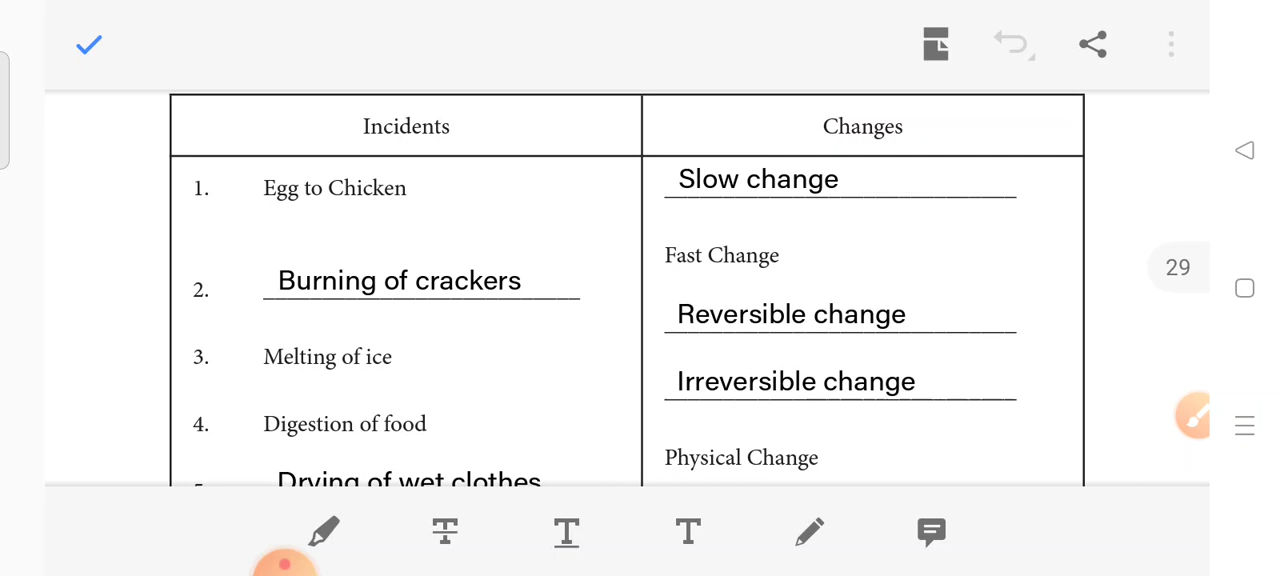 Incidents Changes
1. Egg to Chicken Slow change
Fast Change
2. Burning of crackers
Reversible change
3. Melting of ice
Irreversible change
4. Digestion of food
Physical Change
Drying of wet clothes
29